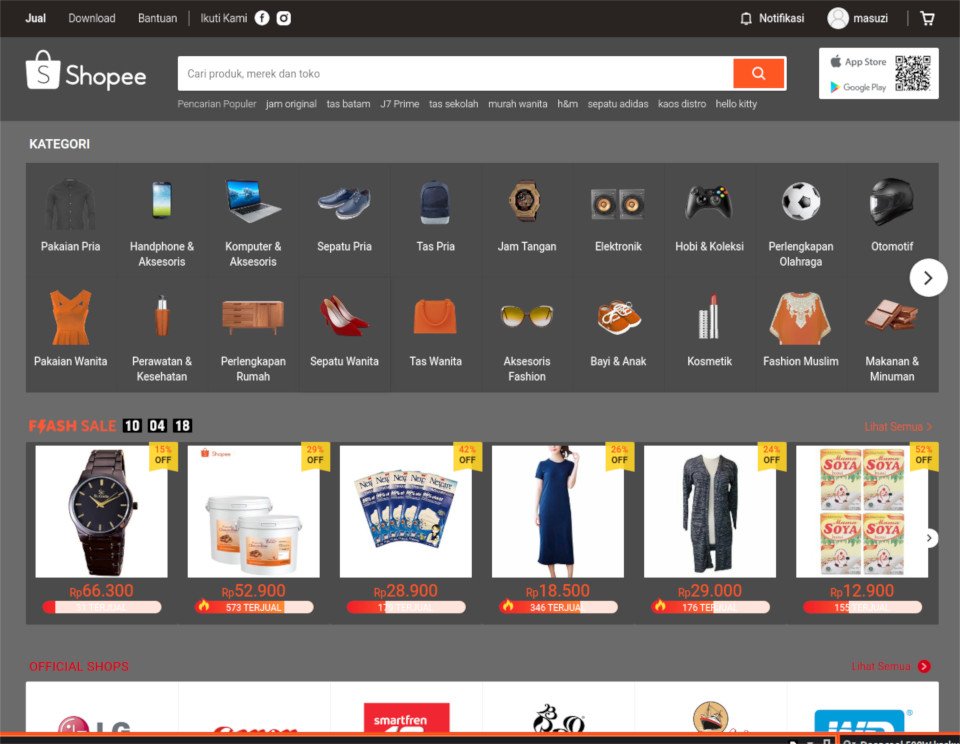 Jual Download Bantuan Ikuti Kami Notifikasi masuzi
Shopee
Cari produk, merek dan toko
App Store
Google Play
Pencarian Populer jam original tas batam J7 Prime tas sekolah murah wanita h&m sepatu adidas kaos distro hello kitty
KATEGORI
Pakaian Pria
Handphone &
Aksesoris
Komputer &
Aksesoris
Sepatu Pria
Tas Pria
Jam Tangan
Elektronik
Hobi & Koleksi
Perlengkapan
Olahraga
Otomotif
Pakaian Wanita
Perawatan &
Kesehatan
Perlengkapan
Rumah
Sepatu Wanita
Tas Wanita
Aksesoris
Fashion
Bayi & Anak
Kosmetik
Fashion Muslim
Makanan &
Minuman
FLASH SALE 10 04 18
Lihat Semua
15%
OFF
Shopee
29%
OFF
42%
OFF
26%
OFF
24%
OFF
52%
OFF
SOYA
SOYA
SOYA
SOYA
Rp66.300
Rp52.900
Rp28.900
Rp18.500
Rp29.000
Rp12.900
TERJUAL
573 TERJUAL
TERJUAL
346 TERJUAL
176 TERJUAL
155 TERJUAL
OFFICIAL SHOPS
Lihat Semua
LG
Canon
smartfren